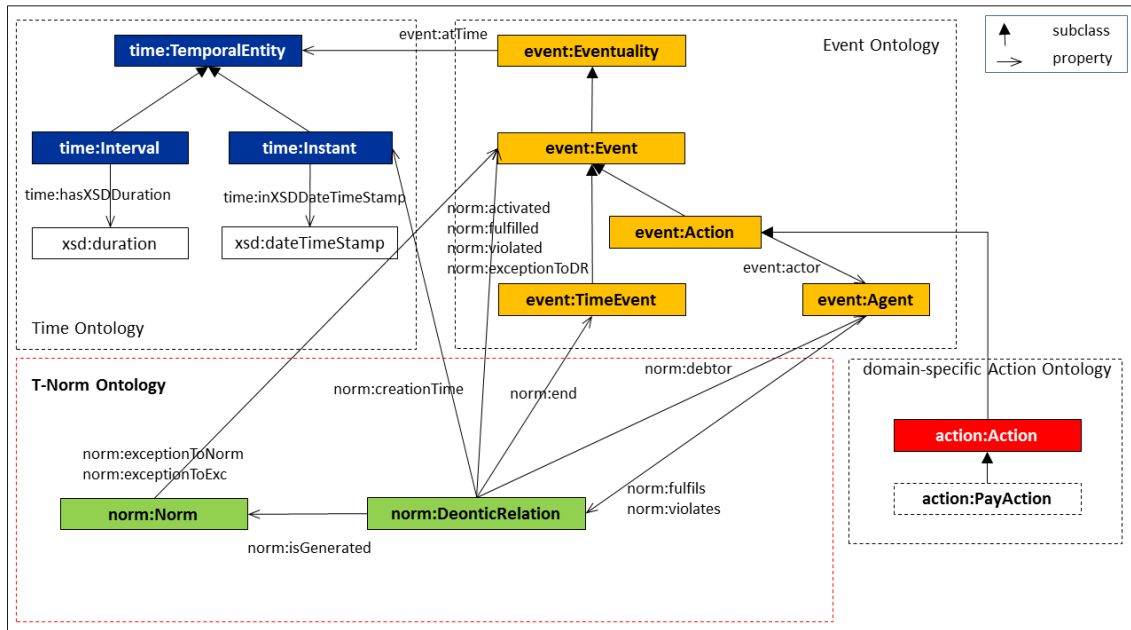 time:TemporalEntity
event:atTime
event:Eventuality
Event Ontology
subclass
property
time:Interval
time:Instant
event:Event
time:hasXSDDuration
time:inXSDDateTimeStamp
xsd:duration
xsd:dateTimeStamp
norm:activated
norm:fulfilled
norm:violated
norm:exceptionToDR
event:Action
event:actor
event:TimeEvent
event:Agent
Time Ontology
T-Norm Ontology
norm:creationTime
norm:end
norm:debtor
domain-specific Action Ontology
action:Action
action:PayAction
norm:exceptionToNorm
norm:exceptionToExc
norm:fulfils
norm:violates
norm:Norm
norm:DeonticRelation
norm:isGenerated